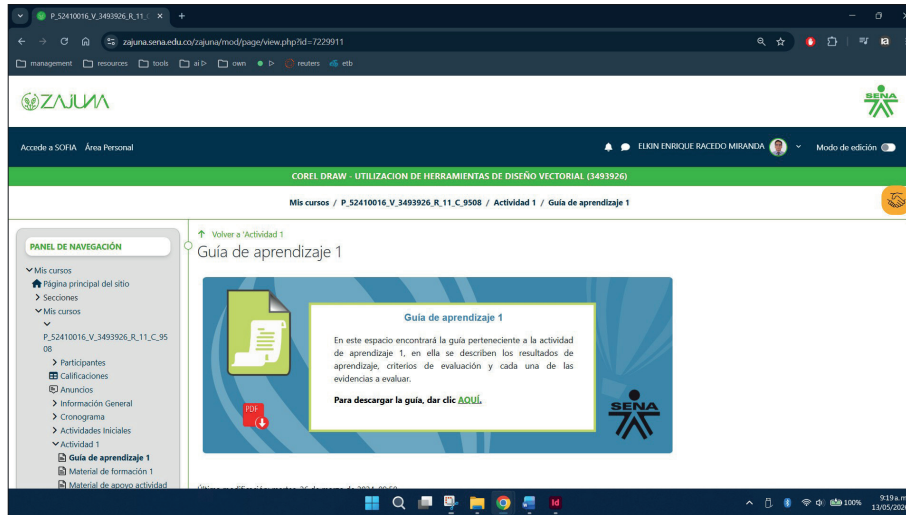 P_52410016_V_3493926_R_11_C
zajuna.sena.edu.co/zajuna/mod/page/view.php?id=7229911
management resources tools ai own reuters etb
ZAJUNA
SENA
Accede a SOFIA Área Personal
ELKIN ENRIQUE RACEDO MIRANDA
Modo de edición
COREL DRAW - UTILIZACION DE HERRAMIENTAS DE DISEÑO VECTORIAL (3493926)
Mis cursos / P_52410016_V_3493926_R_11_C_9508 / Actividad 1 / Guía de aprendizaje 1
PANEL DE NAVEGACIÓN
Mis cursos
Página principal del sitio
Secciones
Mis cursos
P_52410016_V_3493926_R_11_C_95
08
Participantes
Calificaciones
Anuncios
Información General
Cronograma
Actividades Iniciales
Actividad 1
Guía de aprendizaje 1
Material de formación 1
Material de apoyo actividad
Volver a 'Actividad 1
Guía de aprendizaje 1
Guía de aprendizaje 1
En este espacio encontrará la guía perteneciente a la actividad
de aprendizaje 1, en ella se describen los resultados de
aprendizaje, criterios de evaluación y cada una de las
evidencias a evaluar.
Para descargar la guía, dar clic AQUÍ.
PDF
SENA
100%
9:19 a.m
13/05/202